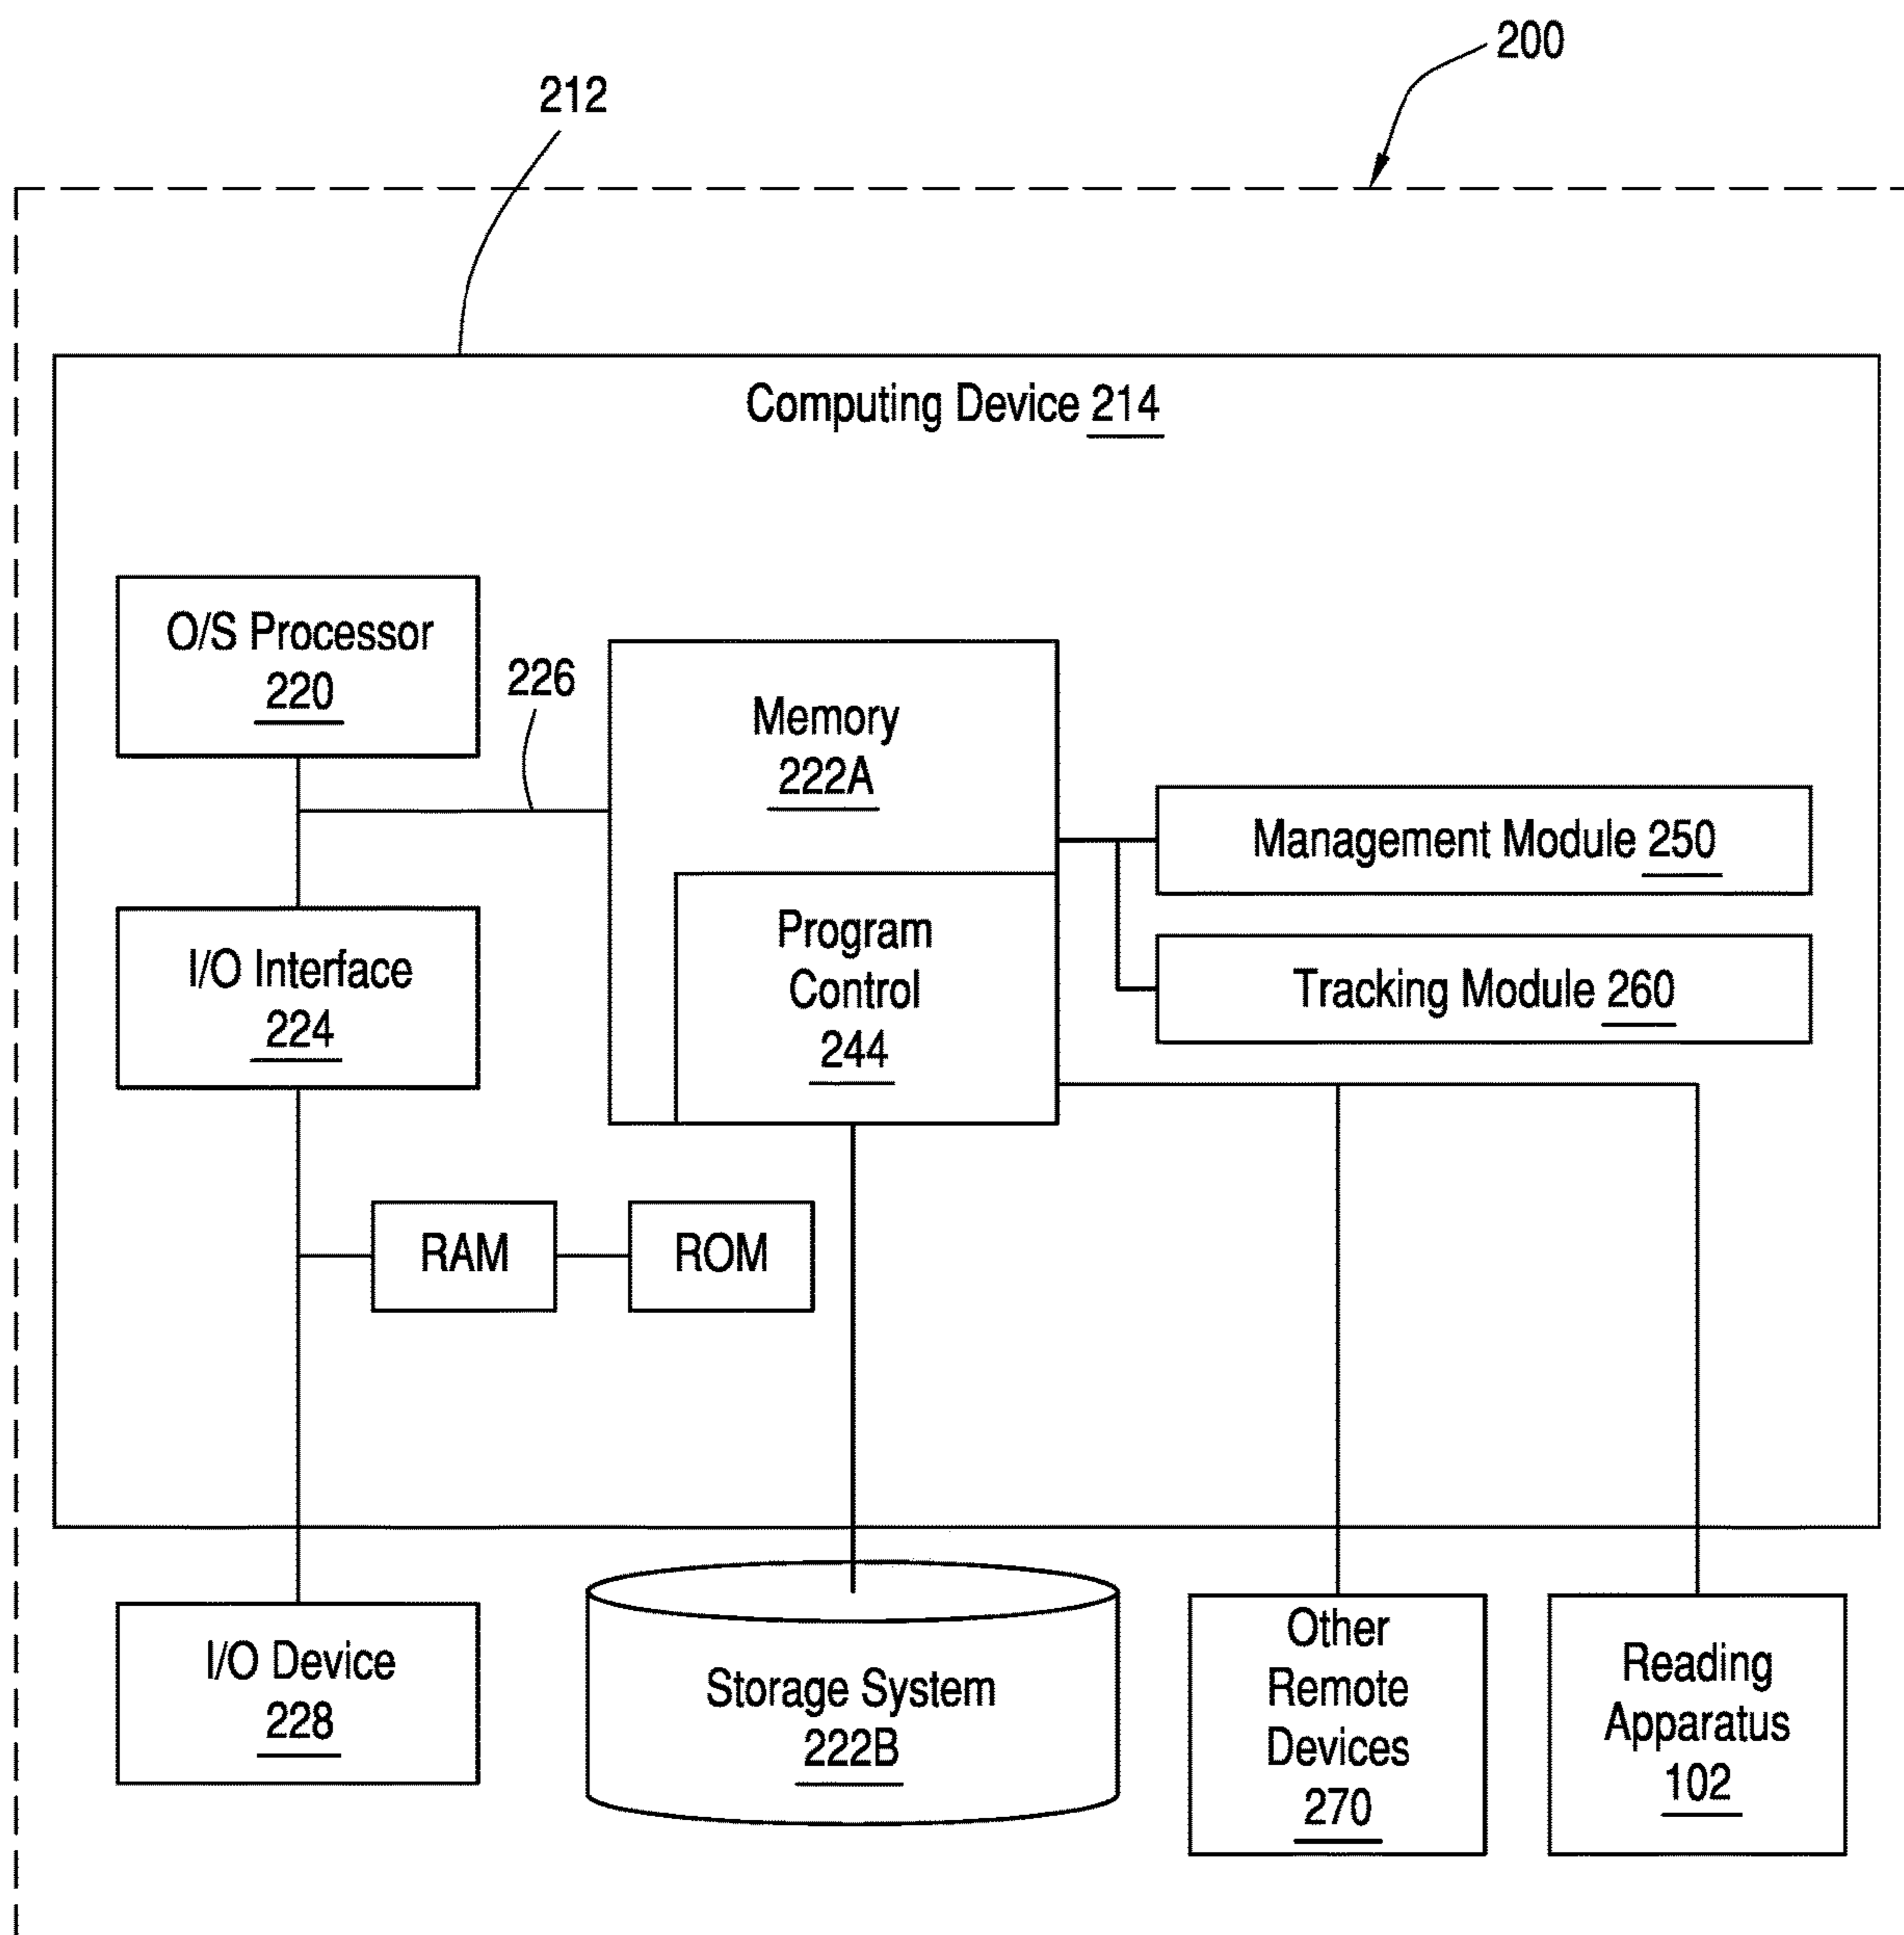 200
212
Computing Device 214
O/S Processor
220
226
Memory
222A
Management Module 250
Program
Control
244
I/O Interface
224
Tracking Module 260
RAM
ROM
I/O Device
228
Storage System
222B
Other
Remote
Devices
270
Reading
Apparatus
102